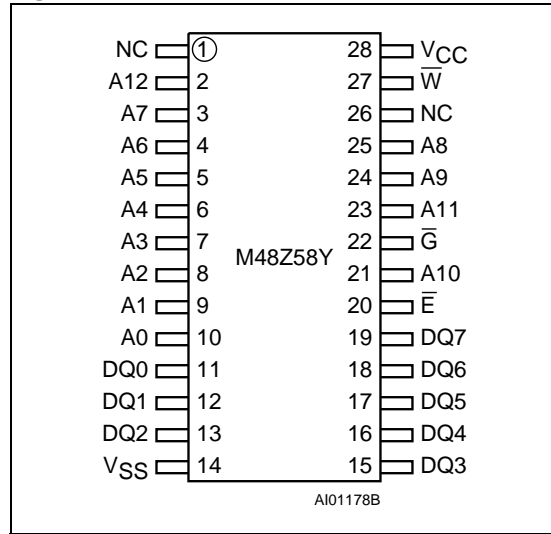 NC 1 28 VCC
A12 2 27 W̅
A7 3 26 NC
A6 4 25 A8
A5 5 24 A9
A4 6 23 A11
A3 7 22 G̅
M48Z58Y
A2 8 21 A10
A1 9 20 E̅
A0 10 19 DQ7
DQ0 11 18 DQ6
DQ1 12 17 DQ5
DQ2 13 16 DQ4
VSS 14 15 DQ3
AI01178B